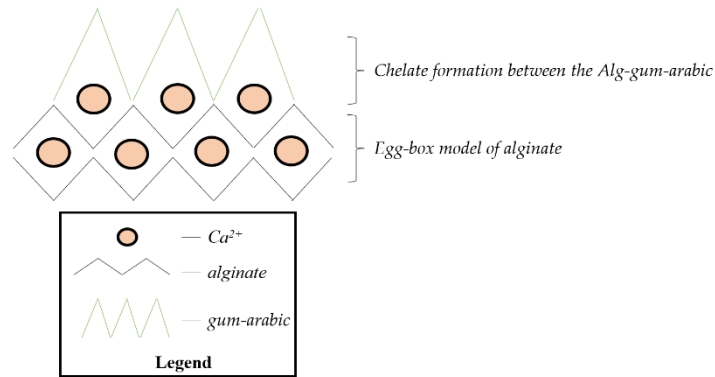 Chelate formation between the Alg-gum-arabic
Egg-box model of alginate
Ca²⁺
alginate
gum-arabic
Legend